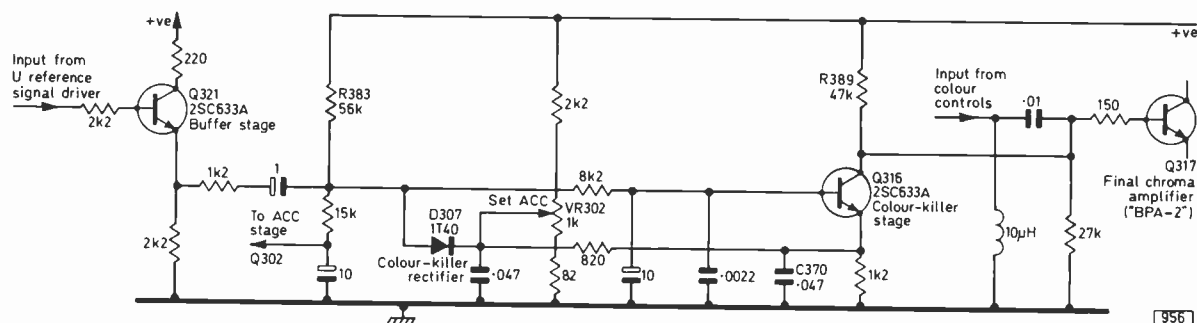 +ve
220
Input from
U reference
signal driver
Q321
2SC633A
Buffer stage
2k2
2k2
1k2
1
To ACC
stage
Q302
R383
56k
15k
10
D307
1T40
Colour-killer
rectifier
.047
Set ACC
2k2
VR302
1k
82
8k2
820
10
.0022
C370
.047
R389
47k
Q316
2SC633A
Colour-killer
stage
1k2
Input from
colour
controls
.01
10µH
150
27k
+ve
Q317
Final chroma
amplifier
("BPA-2")
956